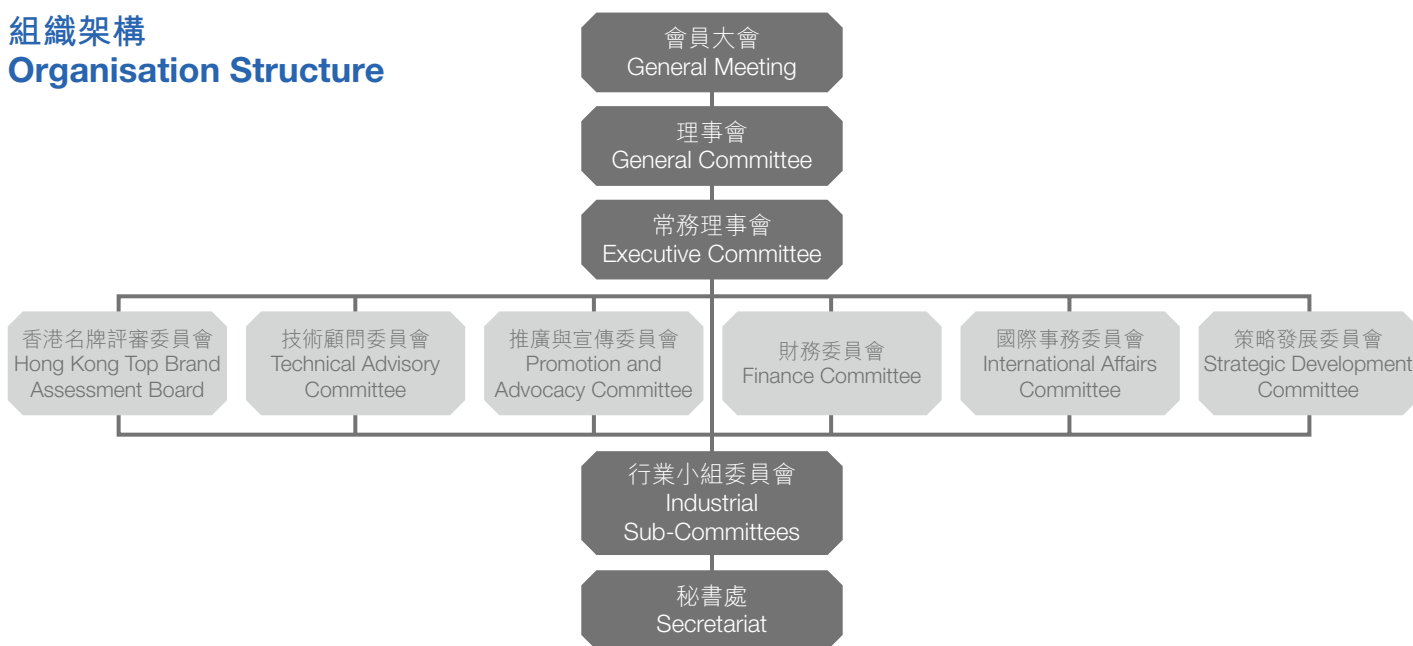 組織架構
Organisation Structure
會員大會
General Meeting
理事會
General Committee
常務理事會
Executive Committee
香港名牌評審委員會
Hong Kong Top Brand
Assessment Board
技術顧問委員會
Technical Advisory
Committee
推廣與宣傳委員會
Promotion and
Advocacy Committee
財務委員會
Finance Committee
國際事務委員會
International Affairs
Committee
策略發展委員會
Strategic Development
Committee
行業小組委員會
Industrial
Sub-Committees
秘書處
Secretariat